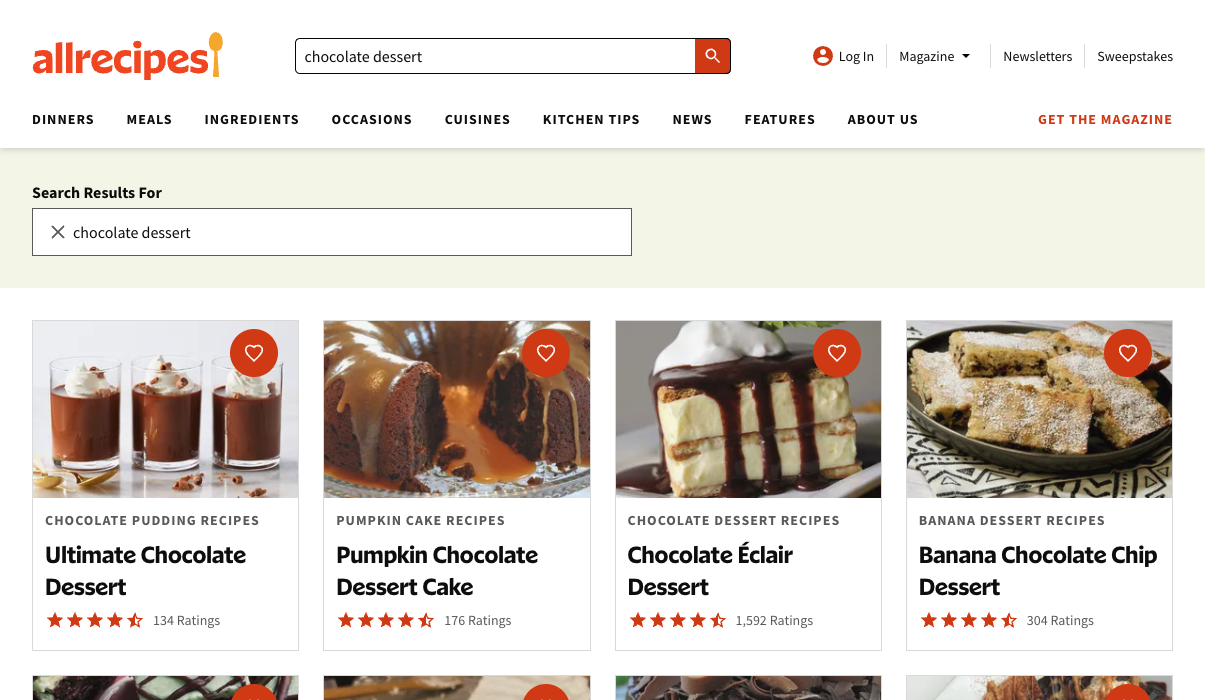 allrecipes
chocolate dessert
Log In
Magazine
Newsletters
Sweepstakes
DINNERS
MEALS
INGREDIENTS
OCCASIONS
CUISINES
KITCHEN TIPS
NEWS
FEATURES
ABOUT US
GET THE MAGAZINE
Search Results For
chocolate dessert
CHOCOLATE PUDDING RECIPES
Ultimate Chocolate
Dessert
134 Ratings
PUMPKIN CAKE RECIPES
Pumpkin Chocolate
Dessert Cake
176 Ratings
CHOCOLATE DESSERT RECIPES
Chocolate Éclair
Dessert
1,592 Ratings
BANANA DESSERT RECIPES
Banana Chocolate Chip
Dessert
304 Ratings